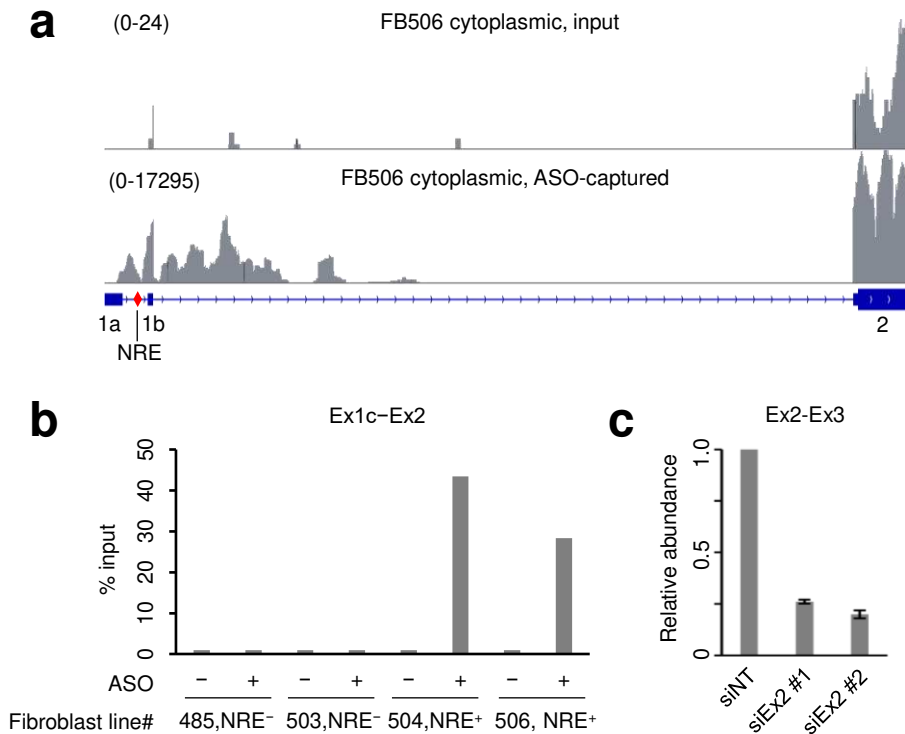 a
(0-24) FB506 cytoplasmic, input
(0-17295) FB506 cytoplasmic, ASO-captured
1a 1b 2
NRE
b
Ex1c–Ex2
% input
50
40
30
20
10
0
ASO – + – + – + – +
Fibroblast line# 485,NRE⁻ 503,NRE⁻ 504,NRE⁺ 506, NRE⁺
c
Ex2-Ex3
Relative abundance
1.0
0.5
0
siNT siEx2 #1 siEx2 #2